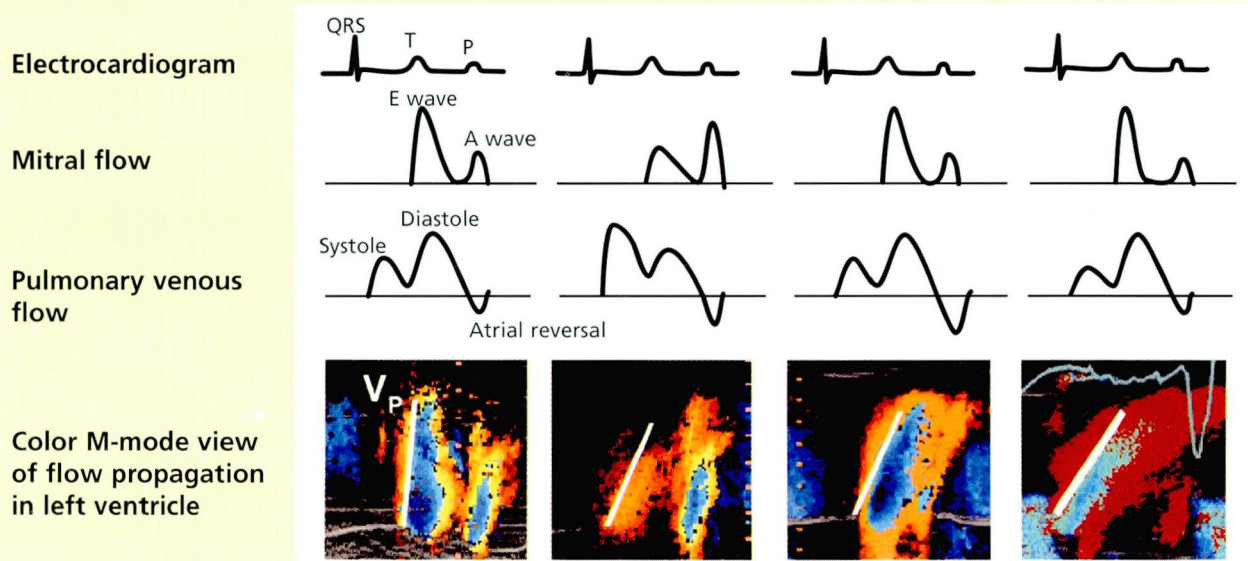 Electrocardiogram
QRS
T
P
Mitral flow
E wave
A wave
Pulmonary venous
flow
Systole
Diastole
Atrial reversal
Color M-mode view
of flow propagation
in left ventricle
VP